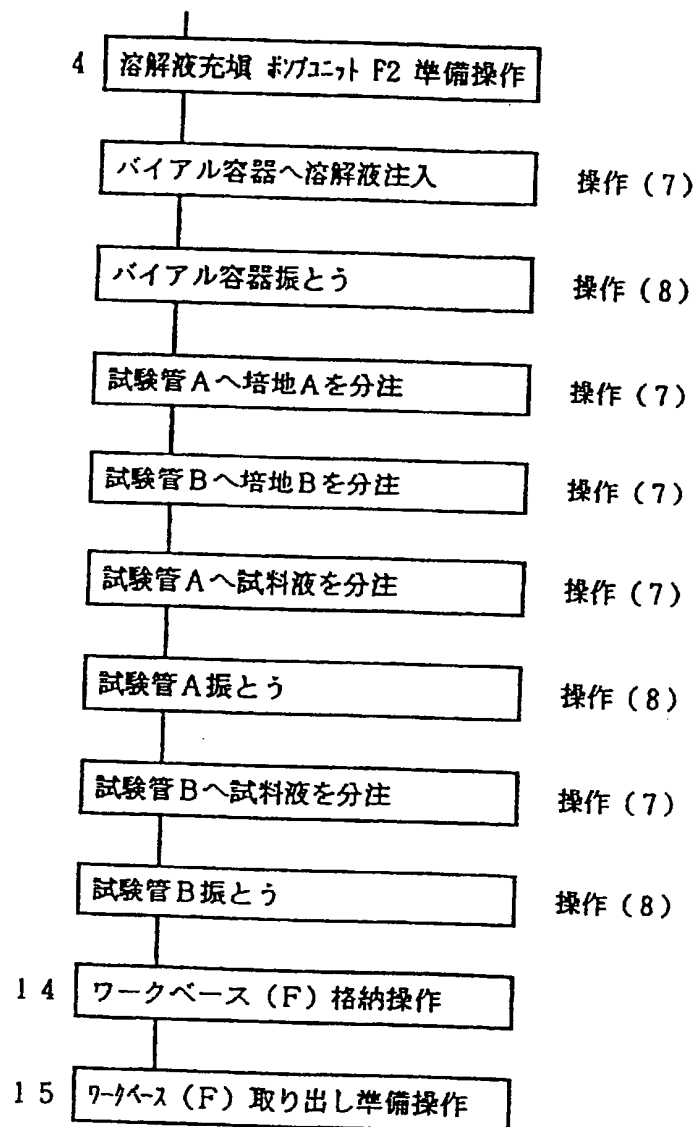 4 溶解液充填 ポンプユニット F2 準備操作
バイアル容器へ溶解液注入 操作(7)
バイアル容器振とう 操作(8)
試験管Aへ培地Aを分注 操作(7)
試験管Bへ培地Bを分注 操作(7)
試験管Aへ試料液を分注 操作(7)
試験管A振とう 操作(8)
試験管Bへ試料液を分注 操作(7)
試験管B振とう 操作(8)
14 ワークベース(F)格納操作
15 ワークベース(F)取り出し準備操作